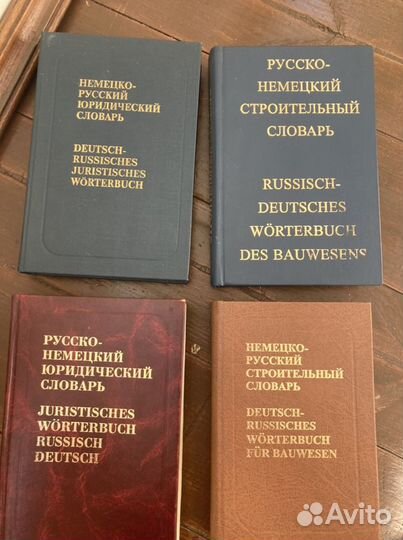 НЕМЕЦКО-
РУССКИЙ
ЮРИДИЧЕСКИЙ
СЛОВАРЬ
DEUTSCH-
RUSSISCHES
JURISTISCHES
WÖRTERBUCH
РУССКО-
НЕМЕЦКИЙ
СТРОИТЕЛЬНЫЙ
СЛОВАРЬ
RUSSISCH-
DEUTSCHES
WÖRTERBUCH
DES BAUWESENS
РУССКО-
НЕМЕЦКИЙ
ЮРИДИЧЕСКИЙ
СЛОВАРЬ
JURISTISCHES
WÖRTERBUCH
RUSSISCH
DEUTSCH
НЕМЕЦКО-
РУССКИЙ
СТРОИТЕЛЬНЫЙ
СЛОВАРЬ
DEUTSCH-
RUSSISCHES
WÖRTERBUCH
FÜR BAUWESEN
Avito